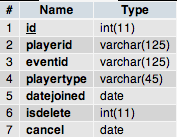 # Name Type
1 id int(11)
2 playerid varchar(125)
3 eventid varchar(125)
4 playertype varchar(45)
5 datejoined date
6 isdelete int(11)
7 cancel date